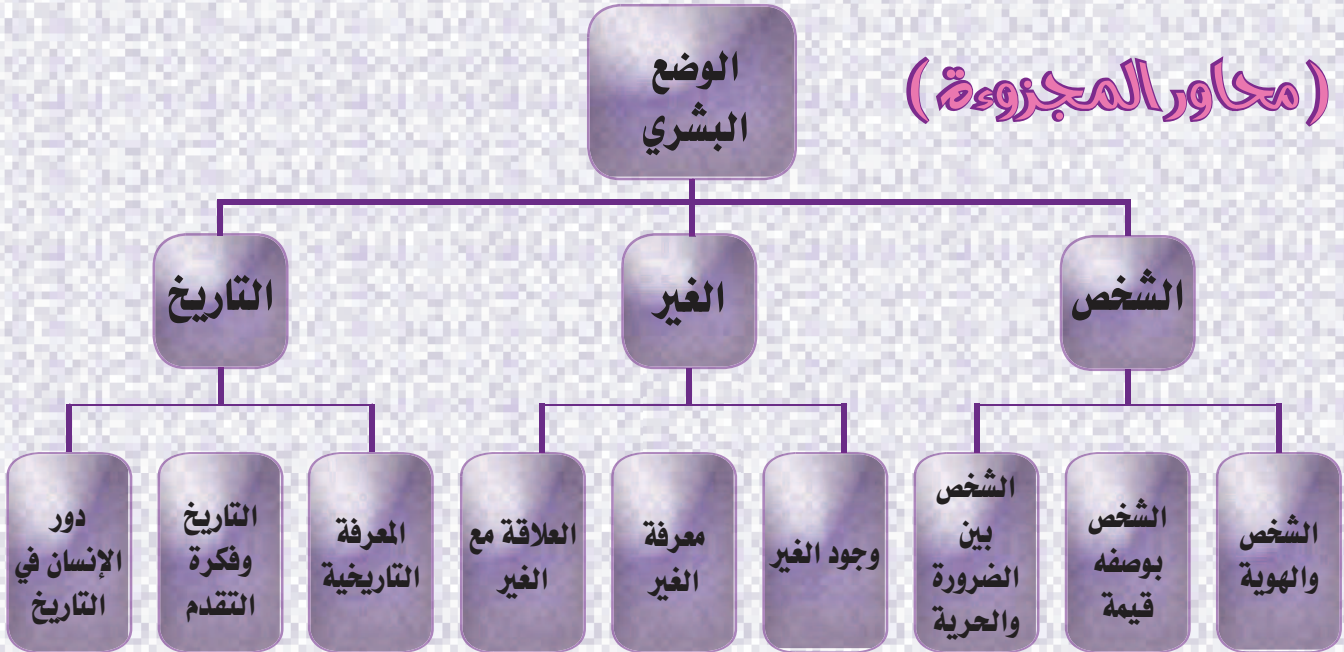 (محاور المجزوءة)
الوضع
البشري
الشخص
الغير
التاريخ
الشخص
والهوية
الشخص
بوصفه
قيمة
الشخص
بين
الضرورة
والحرية
وجود الغير
معرفة
الغير
العلاقة مع
الغير
المعرفة
التاريخية
التاريخ
وفكرة
التقدم
دور
الإنسان في
التاريخ